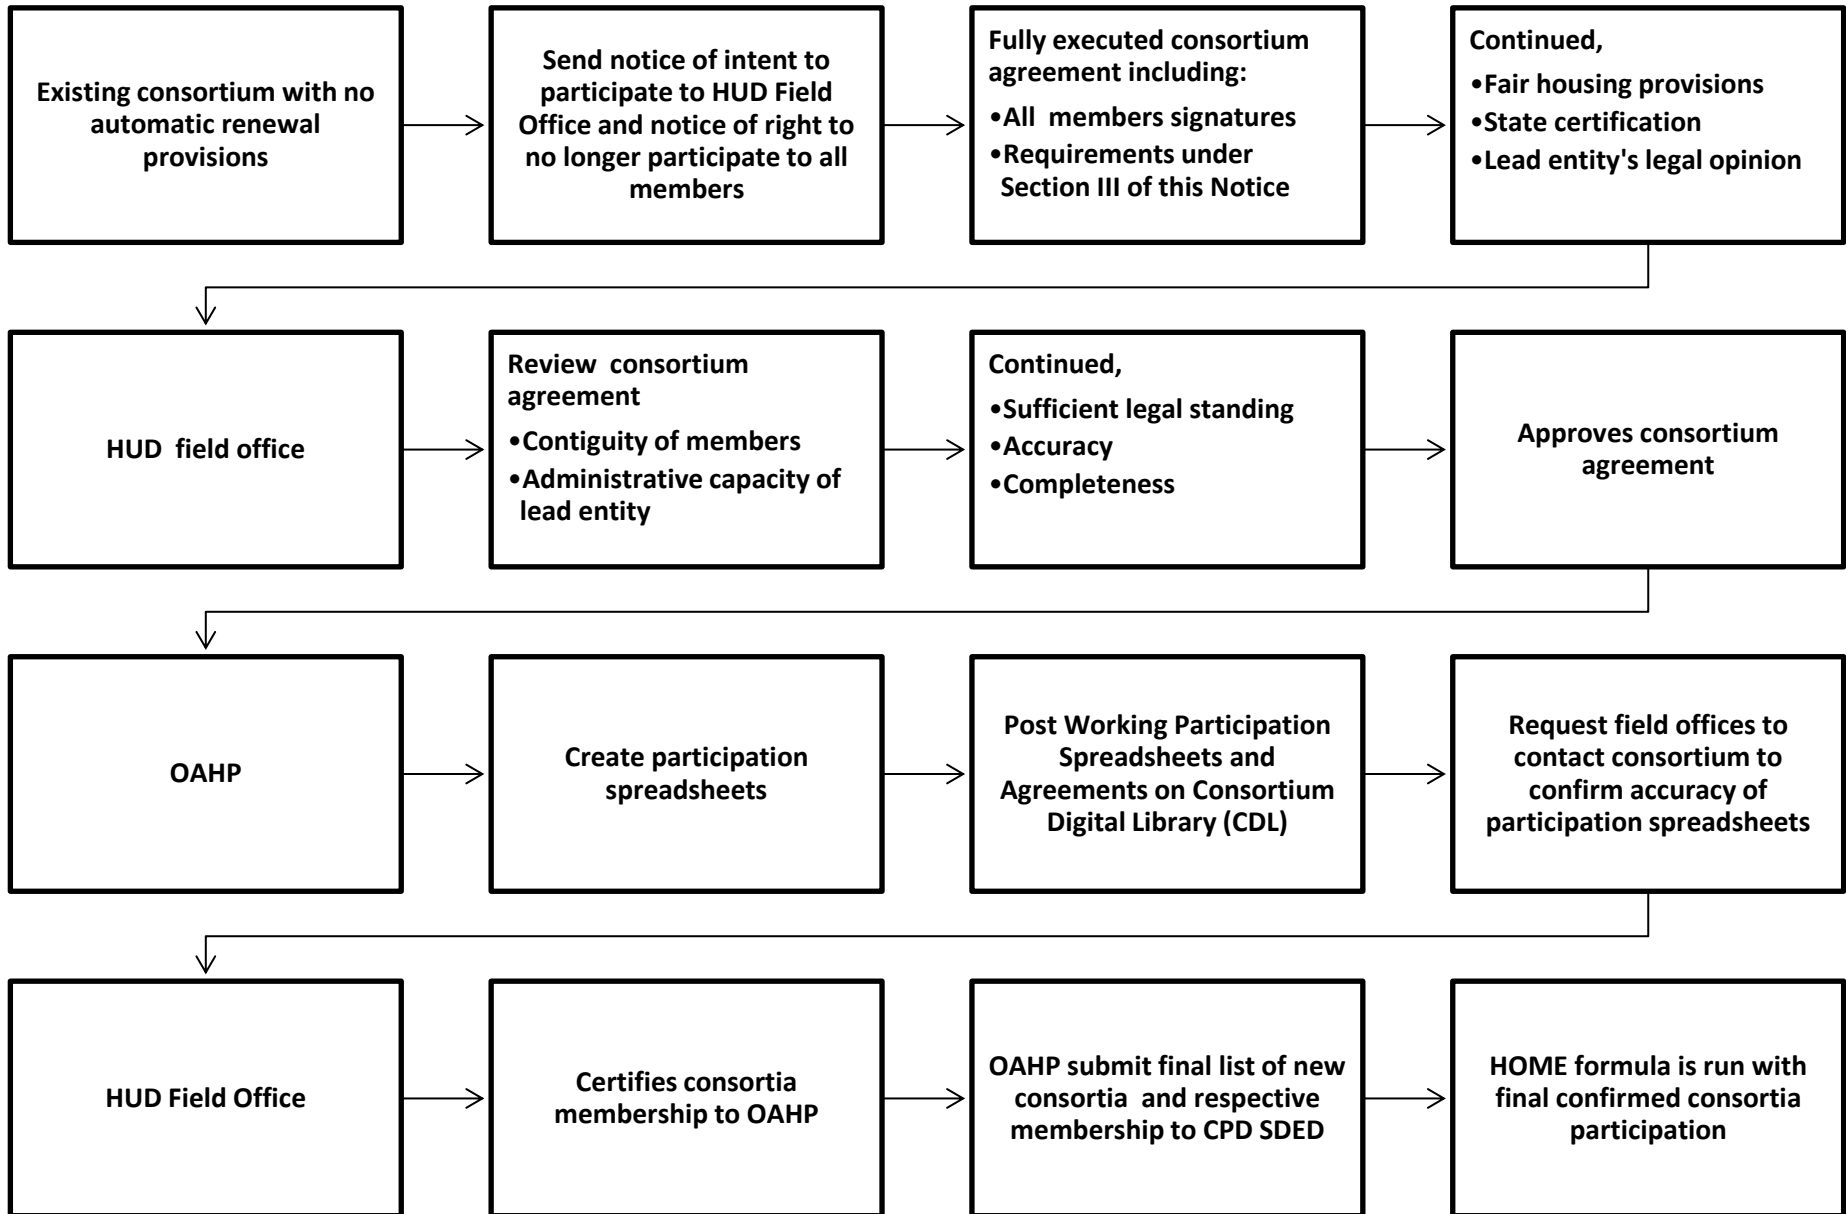 Existing consortium with no
automatic renewal
provisions
Send notice of intent to
participate to HUD Field
Office and notice of right to
no longer participate to all
members
Fully executed consortium
agreement including:
•All members signatures
•Requirements under
Section III of this Notice
Continued,
•Fair housing provisions
•State certification
•Lead entity's legal opinion
HUD field office
Review consortium
agreement
•Contiguity of members
•Administrative capacity of
lead entity
Continued,
•Sufficient legal standing
•Accuracy
•Completeness
Approves consortium
agreement
OAHP
Create participation
spreadsheets
Post Working Participation
Spreadsheets and
Agreements on Consortium
Digital Library (CDL)
Request field offices to
contact consortium to
confirm accuracy of
participation spreadsheets
HUD Field Office
Certifies consortia
membership to OAHP
OAHP submit final list of new
consortia and respective
membership to CPD SDED
HOME formula is run with
final confirmed consortia
participation